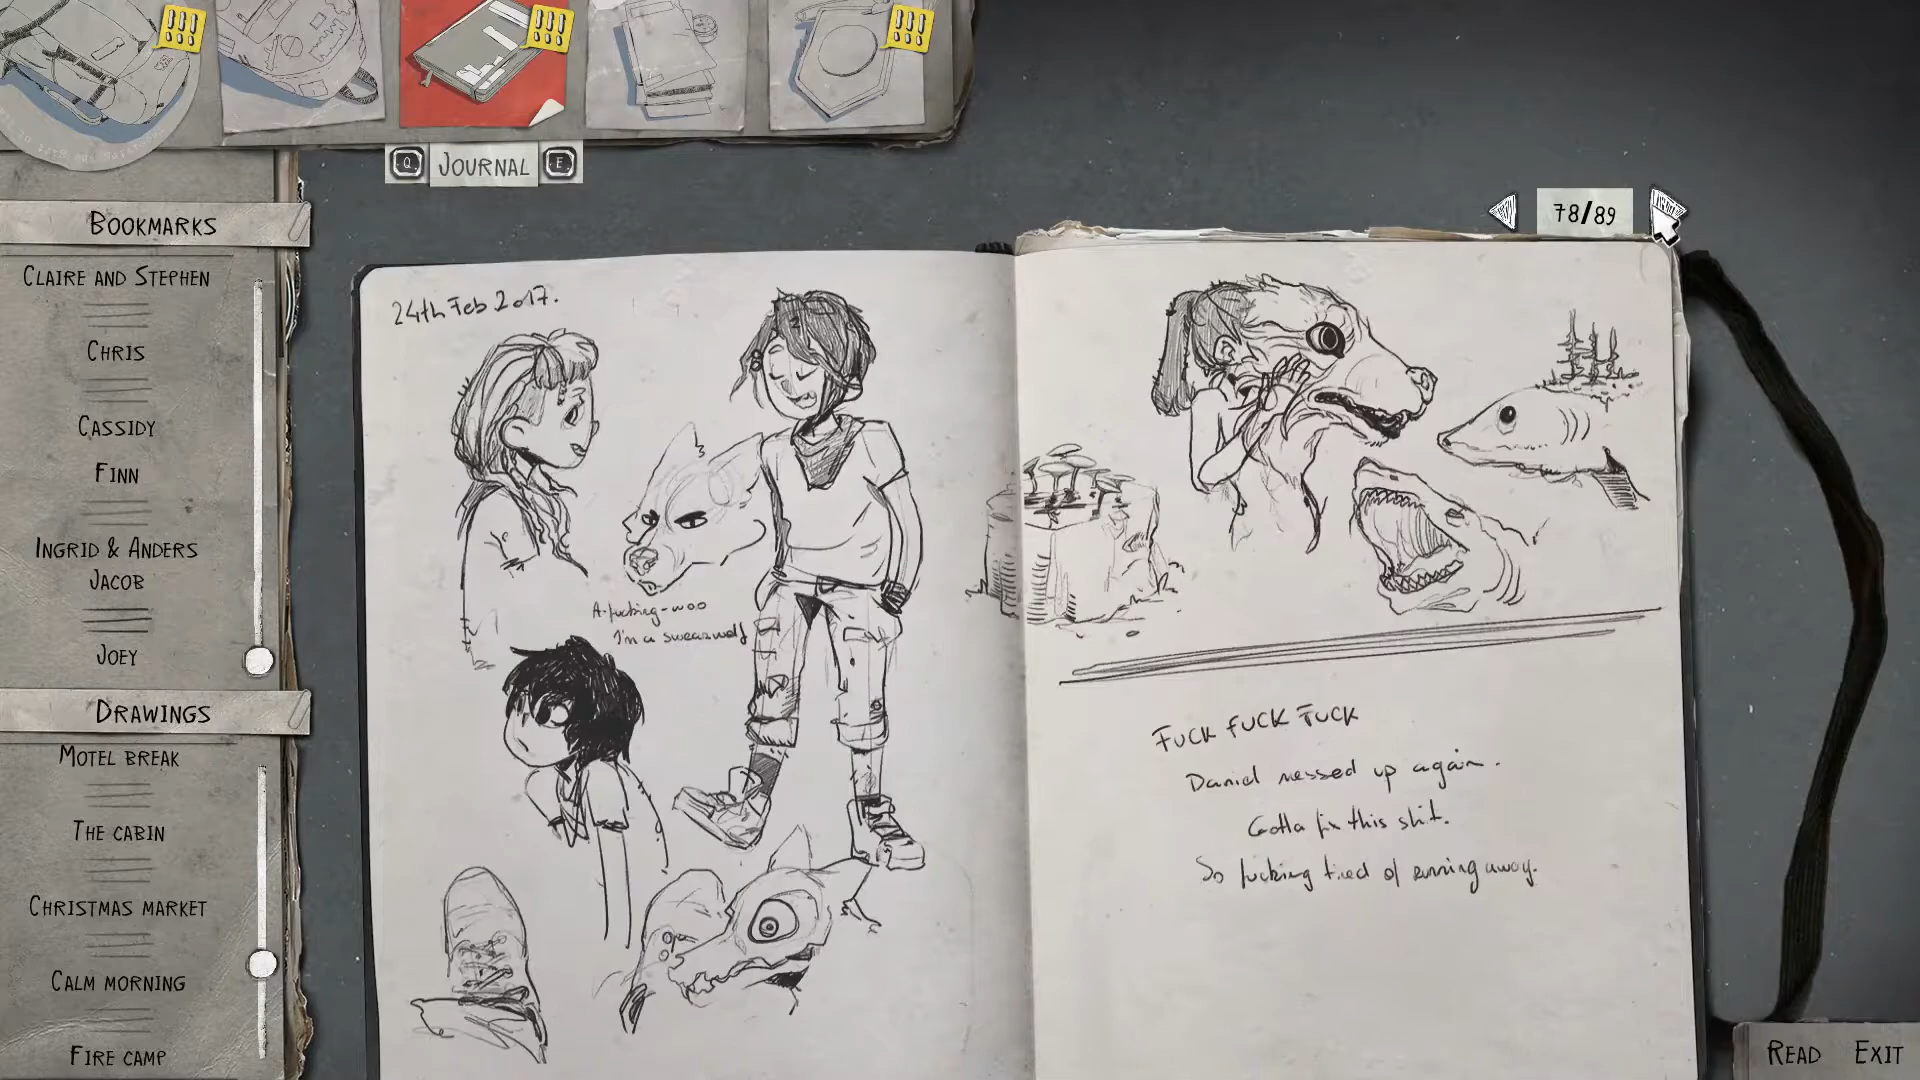 Q JOURNAL E
BOOKMARKS
CLAIRE AND STEPHEN
CHRIS
CASSIDY
FINN
INGRID & ANDERS
JACOB
JOEY
DRAWINGS
MOTEL BREAK
THE CABIN
CHRISTMAS MARKET
CALM MORNING
FIRE CAMP
78/89
24th Feb 2017.
A-fucking-woo
I'm a swearwolf
FUCK FUCK FUCK
Daniel messed up again.
Gotta fix this shit.
So fucking tired of running away.
READ EXIT